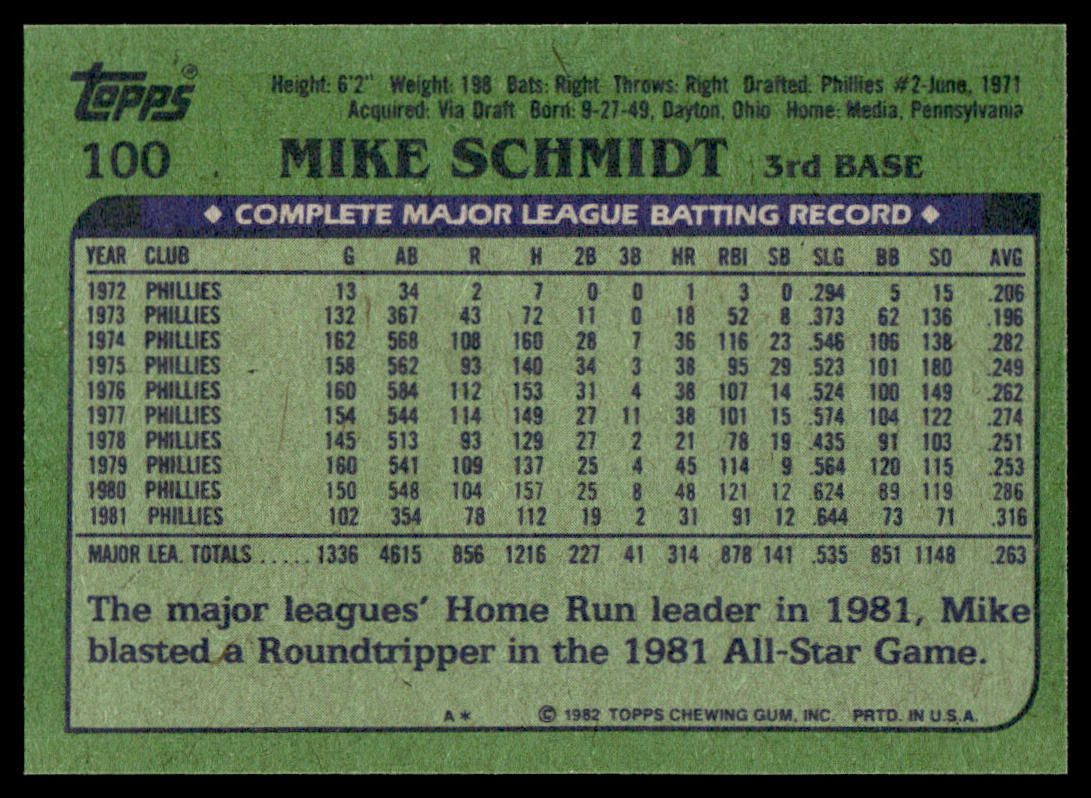 Topps®
Height: 6'2" Weight: 198 Bats: Right Throws: Right Drafted: Phillies #2-June, 1971
Acquired: Via Draft Born: 9-27-49, Dayton, Ohio Home: Media, Pennsylvania
100 MIKE SCHMIDT 3rd BASE
◆ COMPLETE MAJOR LEAGUE BATTING RECORD ◆
YEAR CLUB G AB R H 2B 3B HR RBI SB SLG BB SO AVG
1972 PHILLIES 13 34 2 7 0 0 1 3 0 .294 5 15 .206
1973 PHILLIES 132 367 43 72 11 0 18 52 8 .373 62 136 .196
1974 PHILLIES 162 568 108 160 28 7 36 116 23 .546 106 138 .282
1975 PHILLIES 158 562 93 140 34 3 38 95 29 .523 101 180 .249
1976 PHILLIES 160 584 112 153 31 4 38 107 14 .524 100 149 .262
1977 PHILLIES 154 544 114 149 27 11 38 101 15 .574 104 122 .274
1978 PHILLIES 145 513 93 129 27 2 21 78 19 .435 91 103 .251
1979 PHILLIES 160 541 109 137 25 4 45 114 9 .564 120 115 .253
1980 PHILLIES 150 548 104 157 25 8 48 121 12 .624 89 119 .286
1981 PHILLIES 102 354 78 112 19 2 31 91 12 .644 73 71 .316
MAJOR LEA. TOTALS ..... 1336 4615 856 1216 227 41 314 878 141 .535 851 1148 .263
The major leagues' Home Run leader in 1981, Mike
blasted a Roundtripper in the 1981 All-Star Game.
A* © 1982 TOPPS CHEWING GUM, INC. PRTD. IN U.S.A.